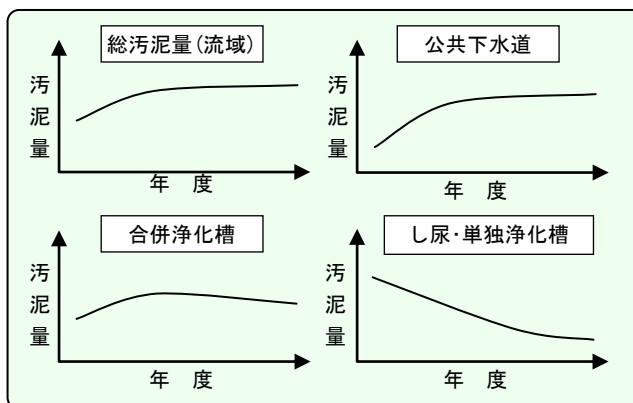 総汚泥量(流域)
汚泥量
年 度
公共下水道
汚泥量
年 度
合併浄化槽
汚泥量
年 度
し尿・単独浄化槽
汚泥量
年 度